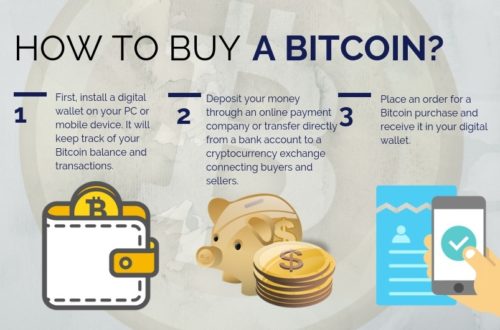 HOW TO BUY A BITCOIN?
1
First, install a digital
wallet on your PC or
mobile device. It will
keep track of your
Bitcoin balance and
transactions.
2
Deposit your money
through an online payment
company or transfer directly
from a bank account to a
cryptocurrency exchange
connecting buyers and
sellers.
3
Place an order for a
Bitcoin purchase and
receive it in your digital
wallet.
B
$
$